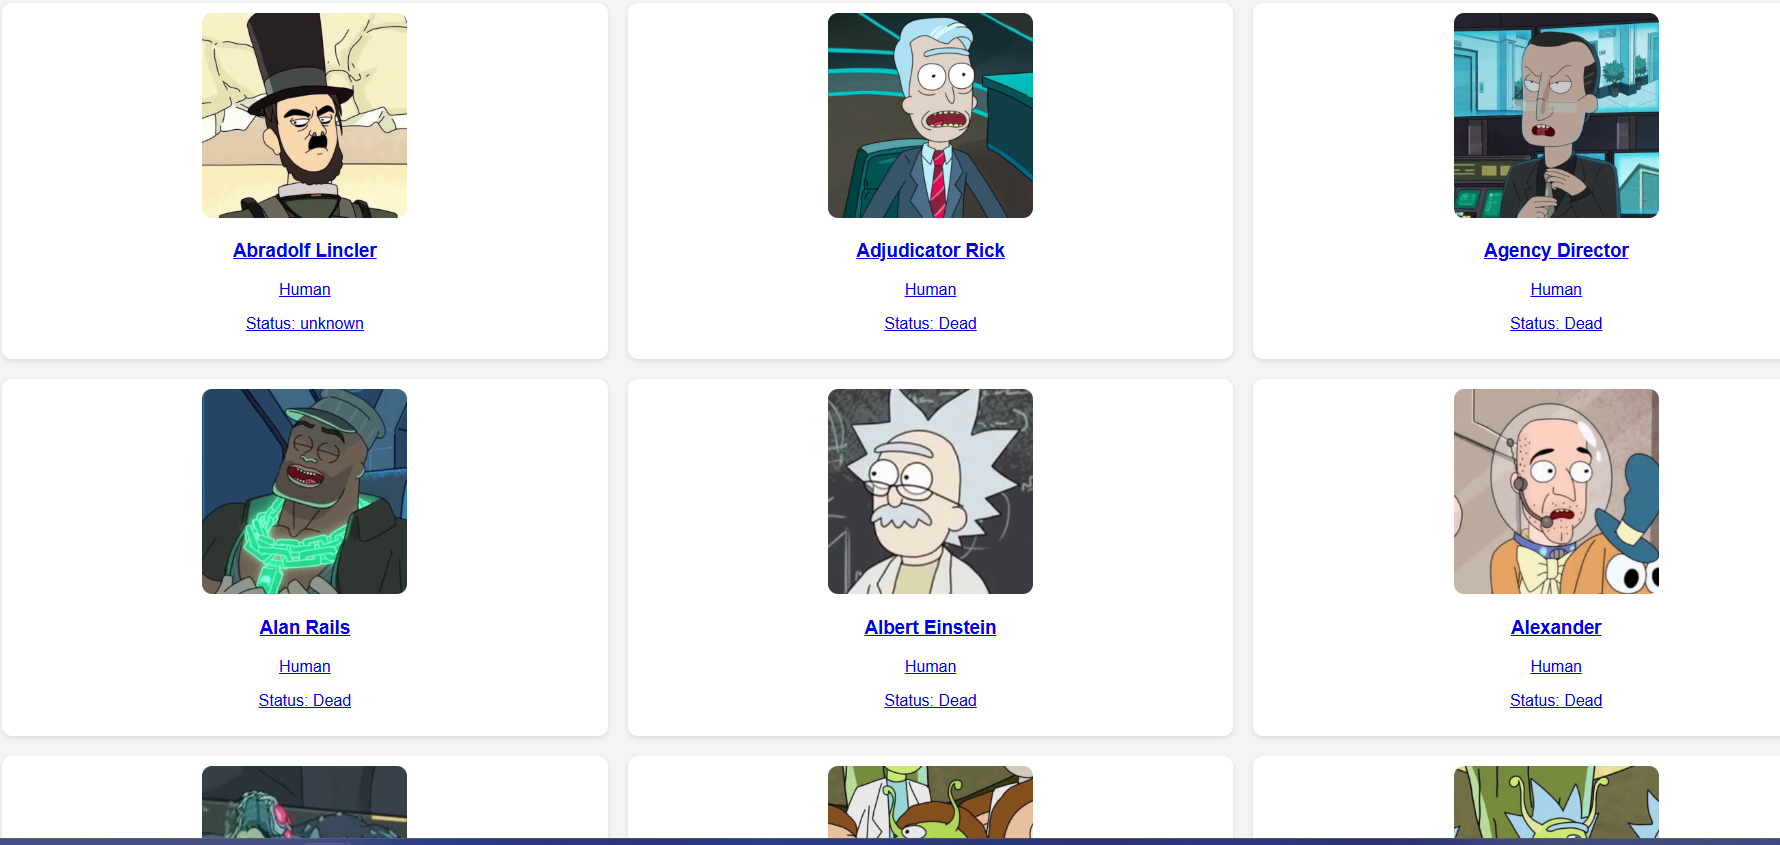 Abradolf Lincler
Human
Status: unknown
Adjudicator Rick
Human
Status: Dead
Agency Director
Human
Status: Dead
Alan Rails
Human
Status: Dead
Albert Einstein
Human
Status: Dead
Alexander
Human
Status: Dead